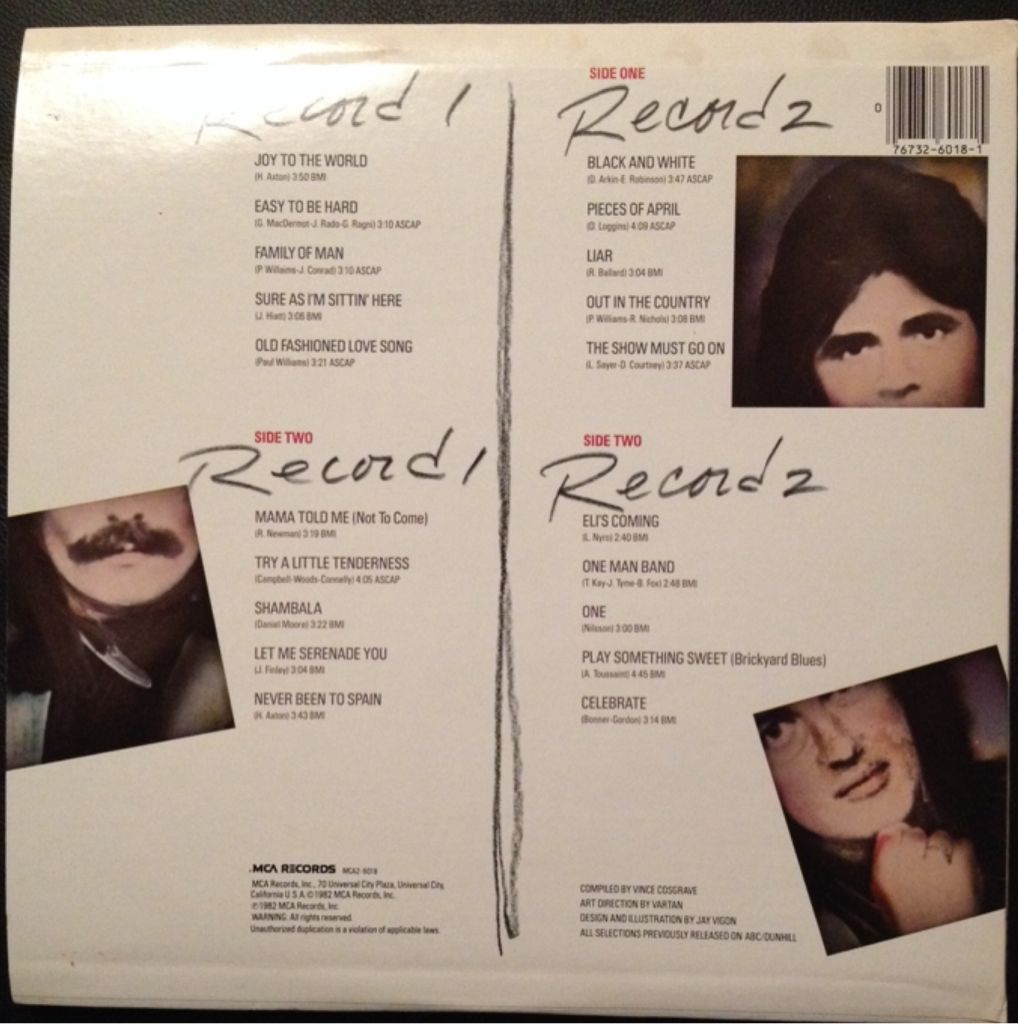 Record 1
JOY TO THE WORLD
(H. Axton) 3:50 BMI
EASY TO BE HARD
(G. MacDermot-J. Rado-G. Ragni) 3:10 ASCAP
FAMILY OF MAN
(P. Willaims-J. Conrad) 3:10 ASCAP
SURE AS I'M SITTIN' HERE
(J. Hiatt) 3:06 BMI
OLD FASHIONED LOVE SONG
(Paul Williams) 3:21 ASCAP
SIDE TWO
Record 1
MAMA TOLD ME (Not To Come)
(R. Newman) 3:19 BMI
TRY A LITTLE TENDERNESS
(Campbell-Woods-Connelly) 4:05 ASCAP
SHAMBALA
(Daniel Moore) 3:22 BMI
LET ME SERENADE YOU
(J. Finley) 3:04 BMI
NEVER BEEN TO SPAIN
(H. Axton) 3:43 BMI
MCA RECORDS MCA2-6018
MCA Records, Inc., 70 Universal City Plaza, Universal City,
California U.S.A. ©1982 MCA Records, Inc.
℗1982 MCA Records, Inc.
WARNING: All rights reserved.
Unauthorized duplication is a violation of applicable laws.
SIDE ONE
Record 2
BLACK AND WHITE
(D. Arkin-E. Robinson) 3:47 ASCAP
PIECES OF APRIL
(D. Loggins) 4:09 ASCAP
LIAR
(R. Ballard) 3:04 BMI
OUT IN THE COUNTRY
(P. Williams-R. Nichols) 3:08 BMI
THE SHOW MUST GO ON
(L. Sayer-D. Courtney) 3:37 ASCAP
0 76732-6018-1
SIDE TWO
Record 2
ELI'S COMING
(L. Nyro) 2:40 BMI
ONE MAN BAND
(T. Kay-J. Tyme-B. Fox) 2:48 BMI
ONE
(Nilsson) 3:00 BMI
PLAY SOMETHING SWEET (Brickyard Blues)
(A. Toussaint) 4:45 BMI
CELEBRATE
(Bonner-Gordon) 3:14 BMI
COMPILED BY VINCE COSGRAVE
ART DIRECTION BY VARTAN
DESIGN AND ILLUSTRATION BY JAY VIGON
ALL SELECTIONS PREVIOUSLY RELEASED ON ABC/DUNHILL